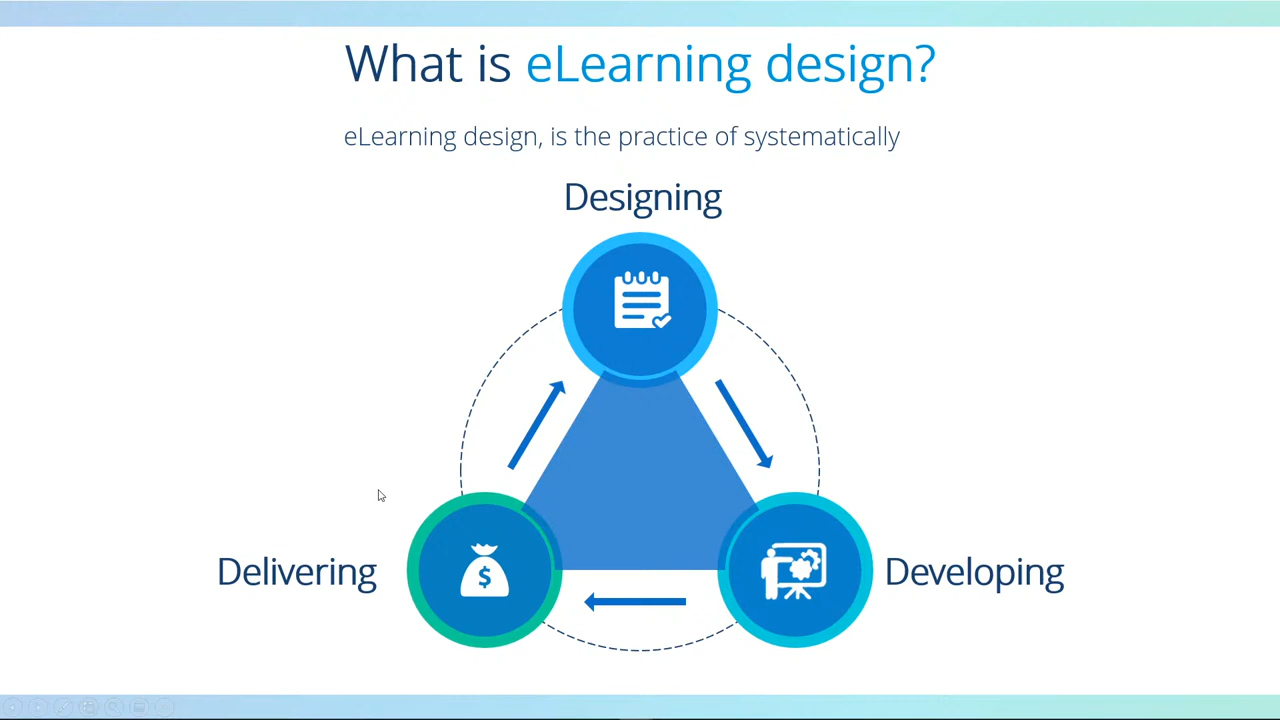 What is eLearning design?
eLearning design, is the practice of systematically
Designing
$
Delivering
Developing